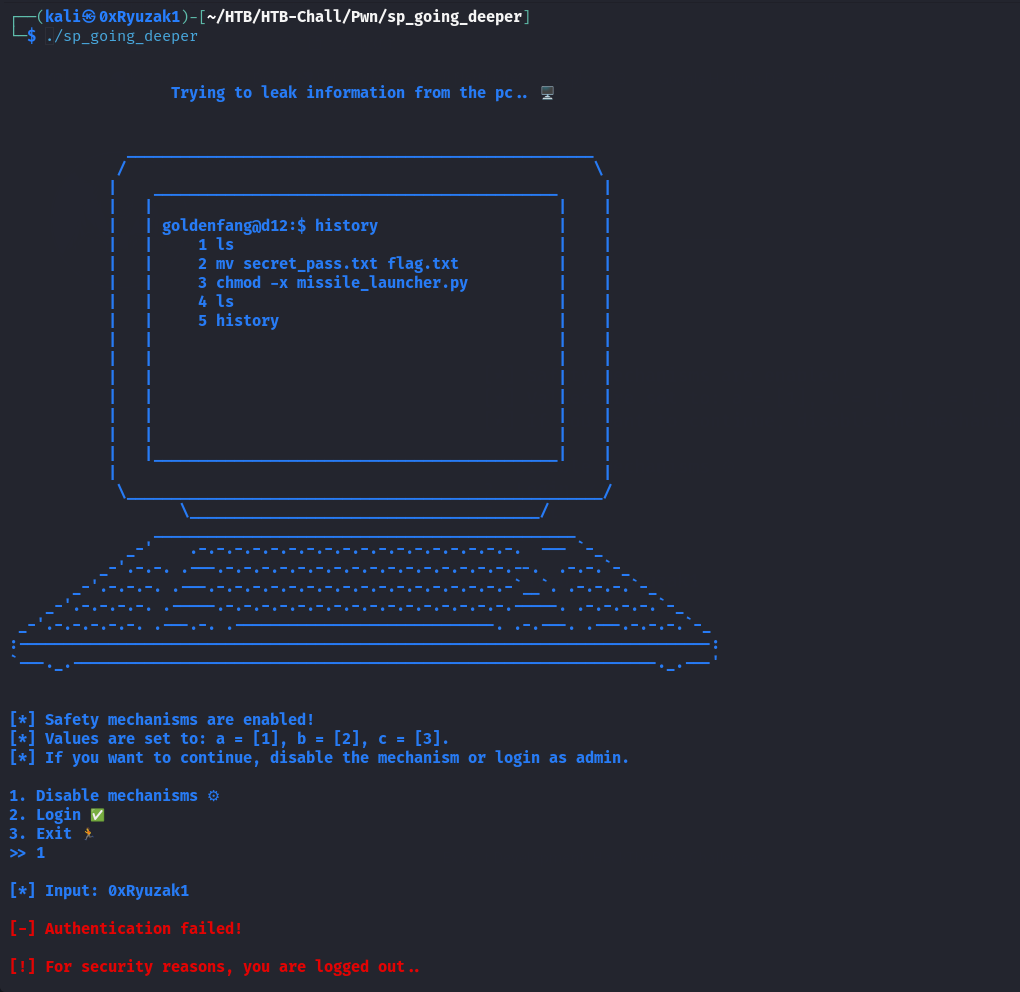 ┌──(kali㉿0xRyuzak1)-[~/HTB/HTB-Chall/Pwn/sp_going_deeper]
└─$ ./sp_going_deeper
Trying to leak information from the pc.. 🖥️
goldenfang@d12:$ history
1 ls
2 mv secret_pass.txt flag.txt
3 chmod -x missile_launcher.py
4 ls
5 history
[*] Safety mechanisms are enabled!
[*] Values are set to: a = [1], b = [2], c = [3].
[*] If you want to continue, disable the mechanism or login as admin.
1. Disable mechanisms ⚙
2. Login ✅
3. Exit 🏃
>> 1
[*] Input: 0xRyuzak1
[-] Authentication failed!
[!] For security reasons, you are logged out..